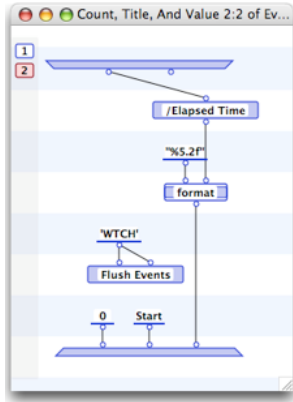 Count, Title, And Value 2:2 of Ev...
1
2
/Elapsed Time
"%5.2f"
format
'WTCH'
Flush Events
0 Start